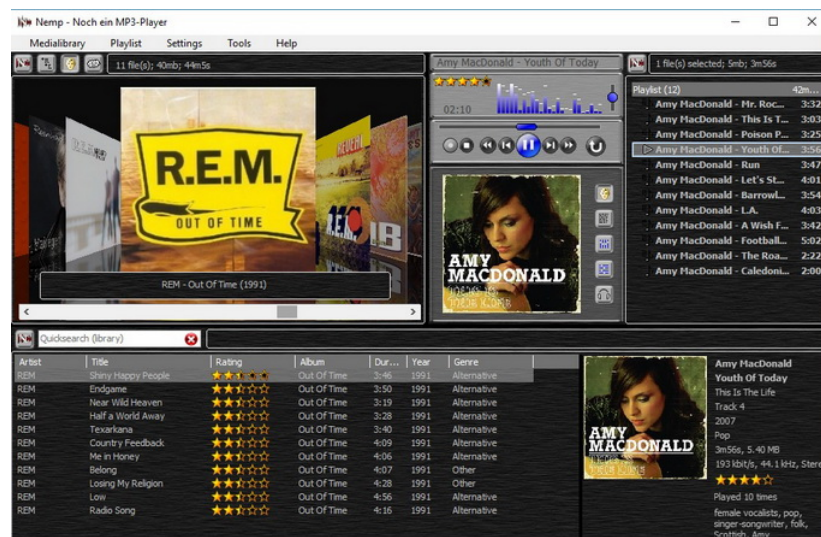 Nemp - Noch ein MP3-Player
Medialibrary Playlist Settings Tools Help
11 file(s); 40mb; 44m5s
R.E.M.
OUT OF TIME
REVEAL
R.E.M.
REM - Out Of Time (1991)
Amy MacDonald - Youth Of Today
02:10
AMY
MACDONALD
1 file(s) selected; 5mb; 3m56s
Playlist (12) 42m...
Amy MacDonald - Mr. Roc... 3:32
Amy MacDonald - This Is T... 3:03
Amy MacDonald - Poison P... 3:25
Amy MacDonald - Youth Of... 3:56
Amy MacDonald - Run 3:47
Amy MacDonald - Let's St... 4:01
Amy MacDonald - Barrowl... 3:54
Amy MacDonald - L.A. 4:03
Amy MacDonald - A Wish F... 3:42
Amy MacDonald - Football... 5:02
Amy MacDonald - The Roa... 2:22
Amy MacDonald - Caledoni... 2:00
Quicksearch (library)
Artist Title Rating Album Dur... Year Genre
REM Shiny Happy People Out Of Time 3:46 1991 Alternative
REM Endgame Out Of Time 3:50 1991 Alternative
REM Near Wild Heaven Out Of Time 3:19 1991 Alternative
REM Half a World Away Out Of Time 3:28 1991 Alternative
REM Texarkana Out Of Time 3:40 1991 Alternative
REM Country Feedback Out Of Time 4:09 1991 Alternative
REM Me in Honey Out Of Time 4:06 1991 Alternative
REM Belong Out Of Time 4:07 1991 Other
REM Losing My Religion Out Of Time 4:28 1991 Other
REM Low Out Of Time 4:56 1991 Alternative
REM Radio Song Out Of Time 4:16 1991 Alternative
AMY
MACDONALD
Amy MacDonald
Youth Of Today
This Is The Life
Track 4
2007
Pop
3m56s, 5.40 MB
193 kbit/s, 44.1 kHz, Stere
Played 10 times
female vocalists, pop,
singer-songwriter, folk,
Scottish, Amy